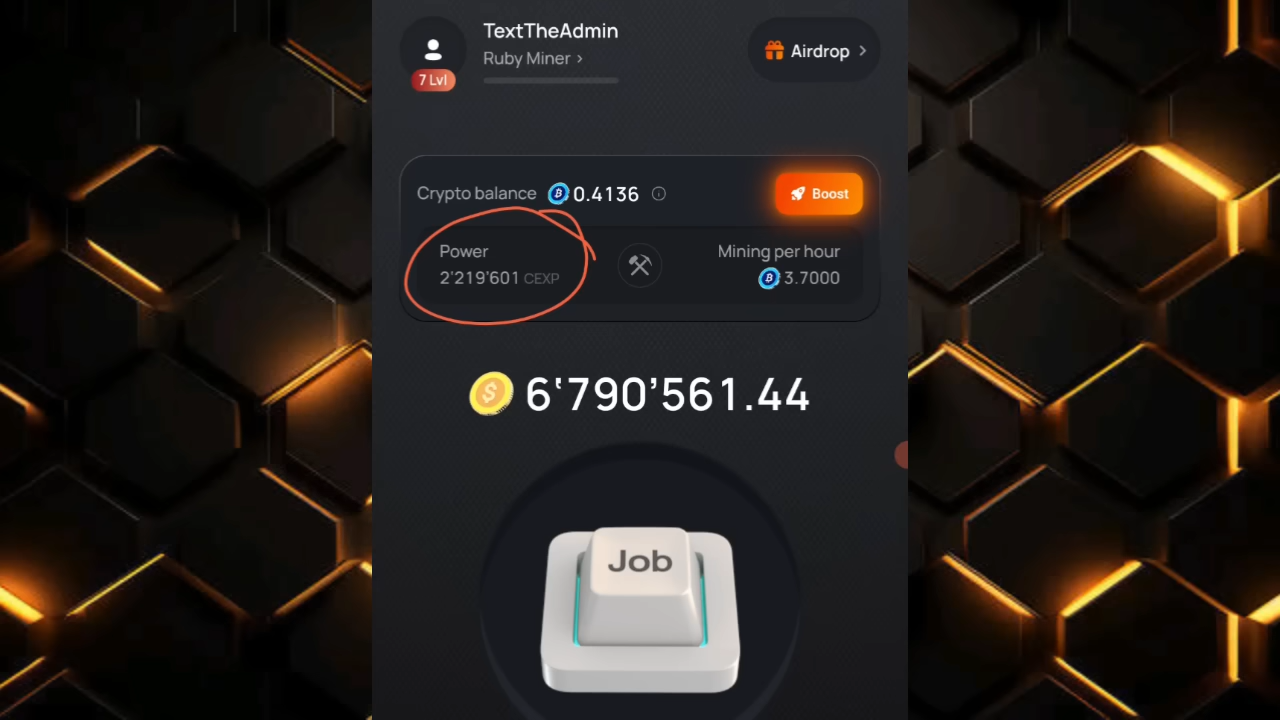 TextTheAdmin
Ruby Miner >
7 Lvl
Airdrop >
Crypto balance 0.4136
Boost
Power
2'219'601 CEXP
Mining per hour
3.7000
6‘790’561.44
Job